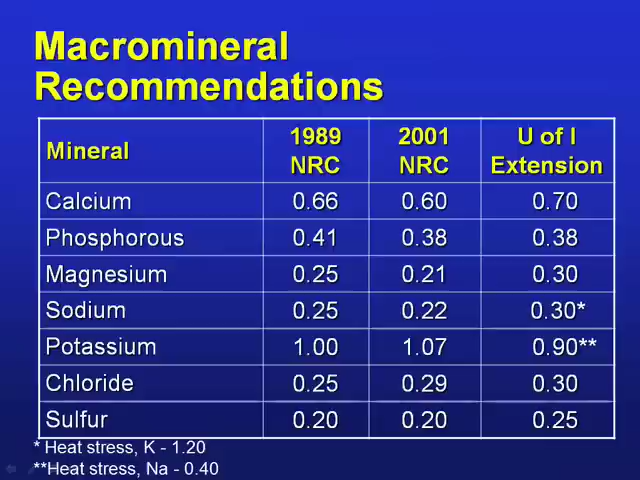 Macromineral
Recommendations
Mineral 1989 NRC 2001 NRC U of I Extension
Calcium 0.66 0.60 0.70
Phosphorous 0.41 0.38 0.38
Magnesium 0.25 0.21 0.30
Sodium 0.25 0.22 0.30*
Potassium 1.00 1.07 0.90**
Chloride 0.25 0.29 0.30
Sulfur 0.20 0.20 0.25
* Heat stress, K - 1.20
**Heat stress, Na - 0.40